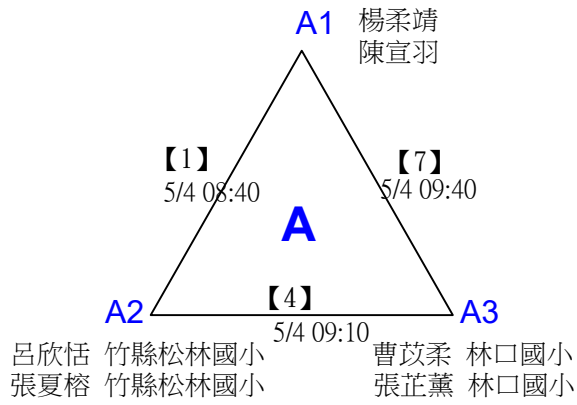 A1 楊柔靖
陳宣羽
【1】
5/4 08:40
【7】
5/4 09:40
A
【4】
5/4 09:10
A2
A3
呂欣恬 竹縣松林國小
張夏榕 竹縣松林國小
曹苡柔 林口國小
張芷薰 林口國小